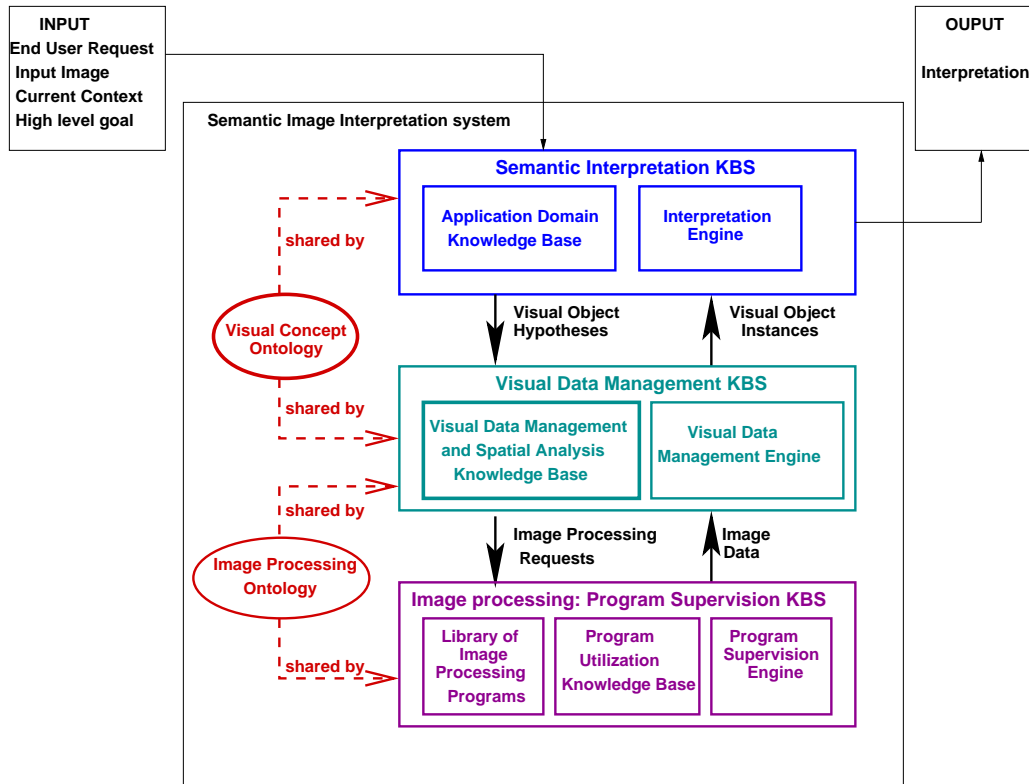 INPUT
End User Request
Input Image
Current Context
High level goal
OUPUT
Interpretation
Semantic Image Interpretation system
Semantic Interpretation KBS
Application Domain
Knowledge Base
Interpretation
Engine
shared by
Visual Object
Hypotheses
Visual Object
Instances
Visual Concept
Ontology
shared by
Visual Data Management KBS
Visual Data Management
and Spatial Analysis
Knowledge Base
Visual Data
Management Engine
shared by
Image Processing
Requests
Image
Data
Image Processing
Ontology
shared by
Image processing: Program Supervision KBS
Library of
Image
Processing
Programs
Program
Utilization
Knowledge Base
Program
Supervision
Engine